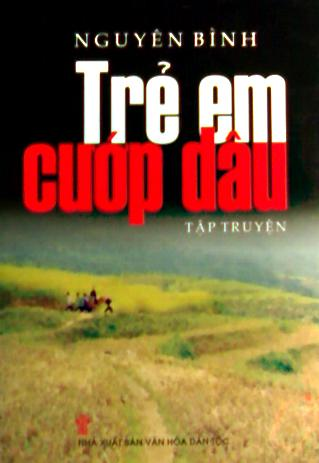 NGUYÊN BÌNH
Trẻ em
cướp dâu
TẬP TRUYỆN
NHÀ XUẤT BẢN VĂN HÓA DÂN TỘC